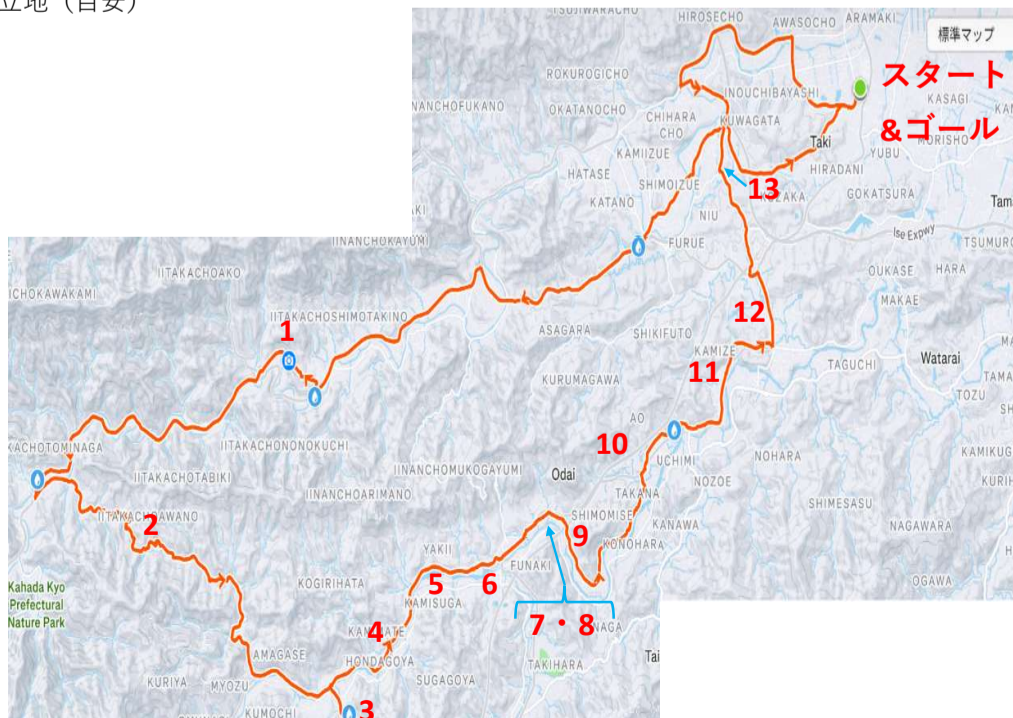 立地（目安）
TSUJIWARACHO
HIROSECHO
AWASOCHO
ARAMAKI
標準マップ
スタート
&ゴール
ROKUROGICHO
NANCHOFUKANO
OKATANOCHO
INOUCHIBAYASHI
KASAGI
CHIHARA
CHO
KUWAGATA
MORISHO
Taki
KAMIIZUE
YUBU
HATASE
HIRADANI
SHIMOIZUE
13
GOKATSURA
KATANO
NIU
Ise Expwy
IINANCHOKAYUMI
FURUE
TSUMURO
IITAKACHOAKO
OUKASE
HARA
ICHOKAWAKAMI
MAKAE
IITAKACHOSHIMOTAKINO
12
1
ASAGARA
SHIKIFUTO
KAMIZE
Watarai
TAGUCHI
11
KURUMAGAWA
TOZU
AO
KACHOTOMINAGA
IITAKACHONONOKUCHI
10
UCHIMI
NOHARA
KAMIKUG
IITAKACHOTABIKI
IINANCHOMUKOGAYUMI
Odai
NOZOE
IINANCHOARIMANO
TAKANA
SHIMESASU
SHIMOMISE
KANAWA
NAGAWARA
2
9
KONOHARA
YAKII
FUNAKI
Kahada Kyo
Prefectural
Nature Park
KOGIRIHATA
5
6
OGAWA
KAMISUGA
4
7・8
NAGA
HONDAGOYA
AMAGASE
TAKIHARA
SUGAGOYA
KURIYA
MYOZU
KUMOCHI
3